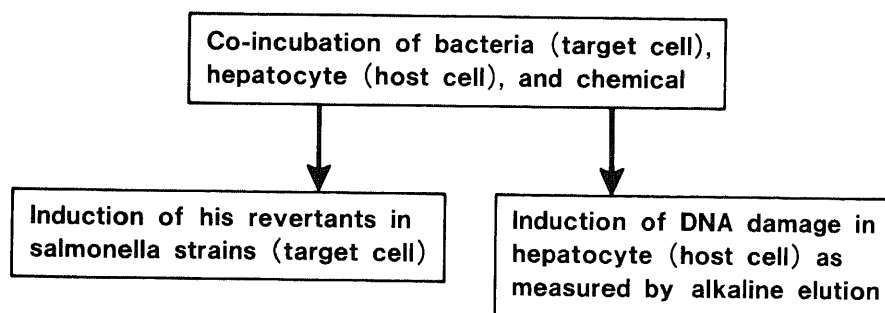 Co-incubation of bacteria (target cell),
hepatocyte (host cell), and chemical
Induction of his revertants in
salmonella strains (target cell)
Induction of DNA damage in
hepatocyte (host cell) as
measured by alkaline elution